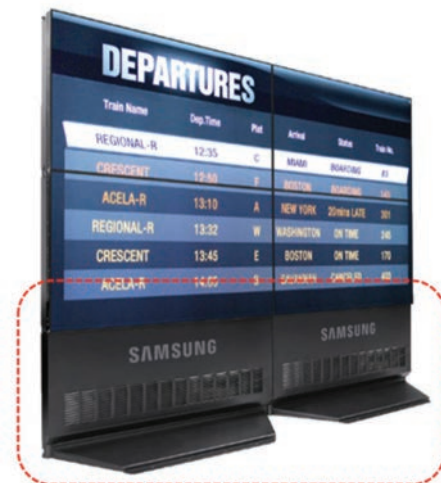 DEPARTURES
Train Name Dep.Time Plat Arrival Status Train No.
REGIONAL-R 12:35 C MIAMI BOARDING 85
CRESCENT F BOSTON BOARDING
ACELA-R 13:10 A NEW YORK 20mins LATE 301
REGIONAL-R 13:32 W WASHINGTON ON TIME 240
CRESCENT 13:45 E BOSTON ON TIME 170
ACELA-R CANCELED
SAMSUNG SAMSUNG